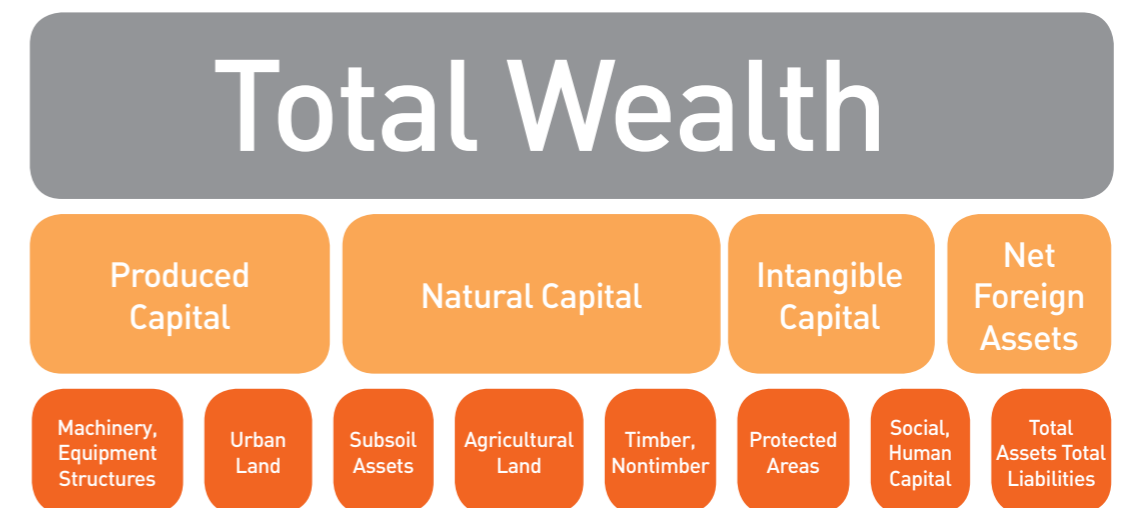 Total Wealth
Produced
Capital
Natural Capital
Intangible
Capital
Net
Foreign
Assets
Machinery,
Equipment
Structures
Urban
Land
Subsoil
Assets
Agricultural
Land
Timber,
Nontimber
Protected
Areas
Social,
Human
Capital
Total
Assets Total
Liabilities